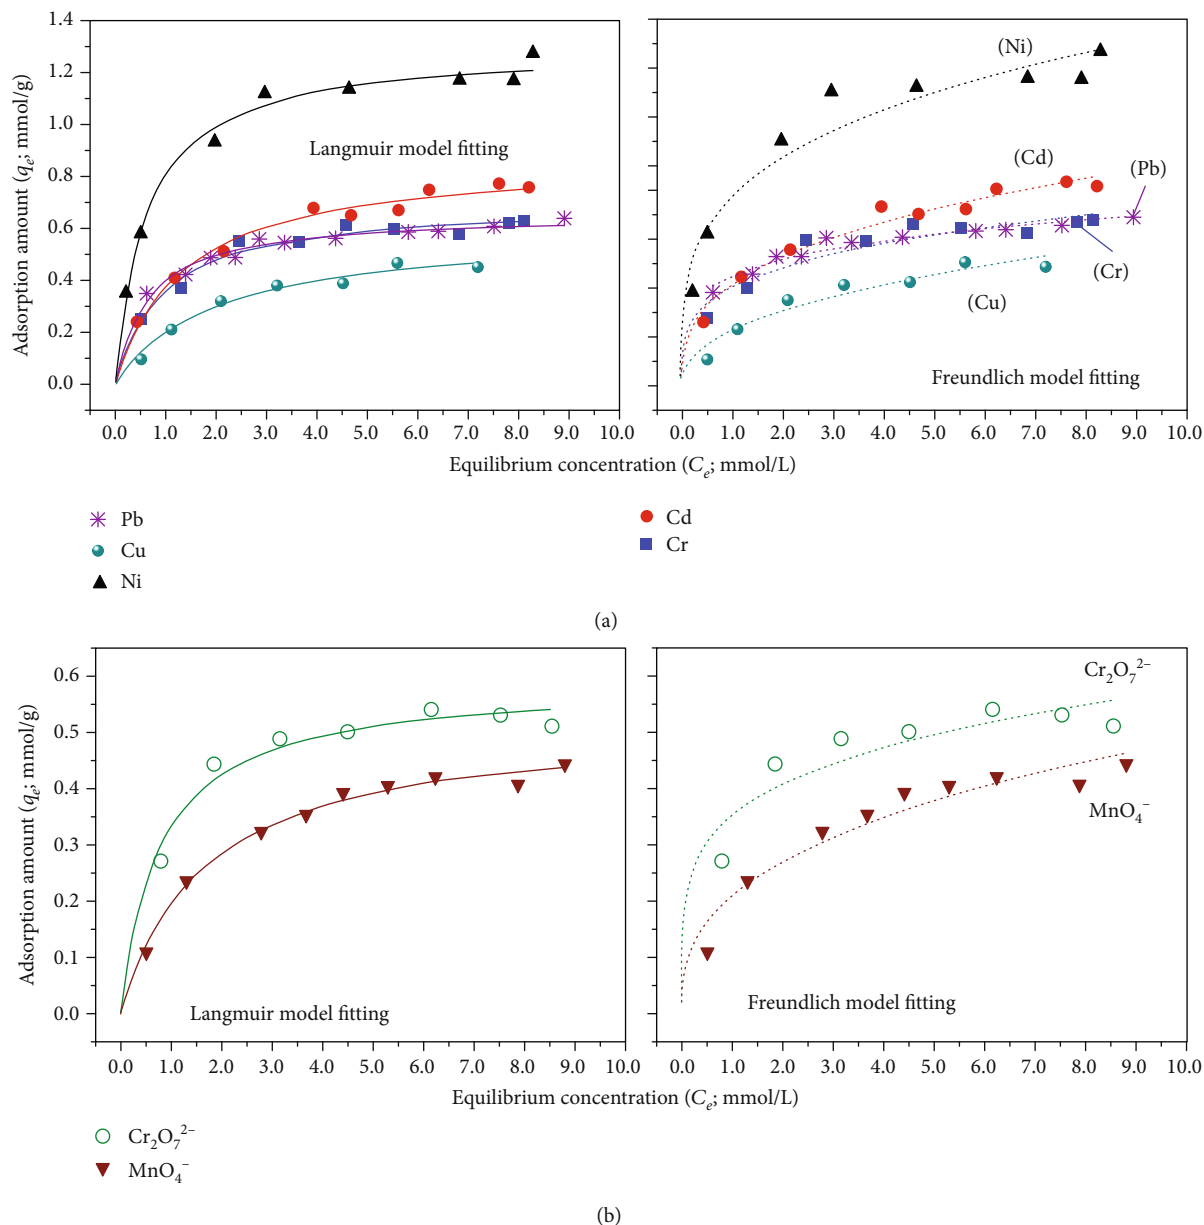 (a)
1.4
1.2
1.0
0.8
0.6
0.4
0.2
0.0
Adsorption amount (qₑ; mmol/g)
Langmuir model fitting
0.0 1.0 2.0 3.0 4.0 5.0 6.0 7.0 8.0 9.0 10.0
(Ni)
(Cd)
(Pb)
(Cr)
(Cu)
Freundlich model fitting
0.0 1.0 2.0 3.0 4.0 5.0 6.0 7.0 8.0 9.0 10.0
Equilibrium concentration (Cₑ; mmol/L)
Pb
Cu
Ni
Cd
Cr
(a)
0.6
0.5
0.4
0.3
0.2
0.1
0.0
Adsorption amount (qₑ; mmol/g)
Langmuir model fitting
0.0 1.0 2.0 3.0 4.0 5.0 6.0 7.0 8.0 9.0 10.0
Cr₂O₇²⁻
MnO₄⁻
Freundlich model fitting
0.0 1.0 2.0 3.0 4.0 5.0 6.0 7.0 8.0 9.0 10.0
Equilibrium concentration (Cₑ; mmol/L)
Cr₂O₇²⁻
MnO₄⁻
(b)